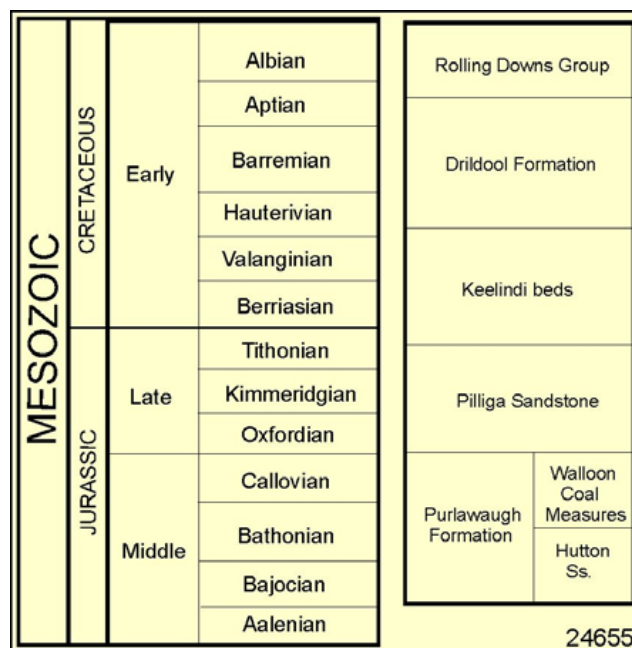 MESOZOIC
CRETACEOUS
Early
Albian
Aptian
Barremian
Hauterivian
Valanginian
Berriasian
JURASSIC
Late
Tithonian
Kimmeridgian
Oxfordian
Middle
Callovian
Bathonian
Bajocian
Aalenian
Rolling Downs Group
Drildool Formation
Keelindi beds
Pilliga Sandstone
Purlawaugh
Formation
Walloon
Coal
Measures
Hutton
Ss.
24655